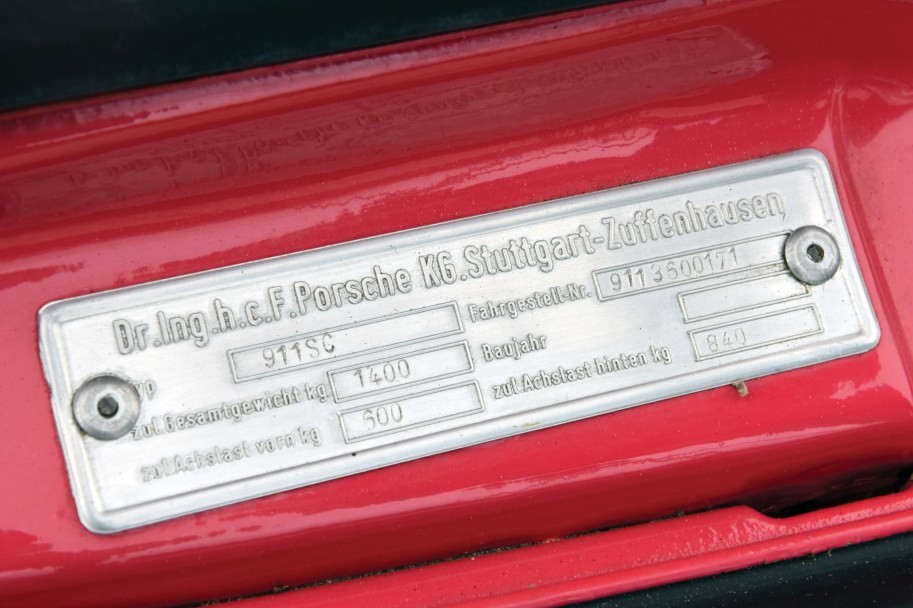 Dr.Ing.h.c.F.Porsche KG.Stuttgart-Zuffenhausen
911SC Fahrgestell-Nr. 9113600171
zul.Gesamtgewicht kg 1400 Baujahr
zul.Achslast vorn kg 600 zul.Achslast hinten kg 840